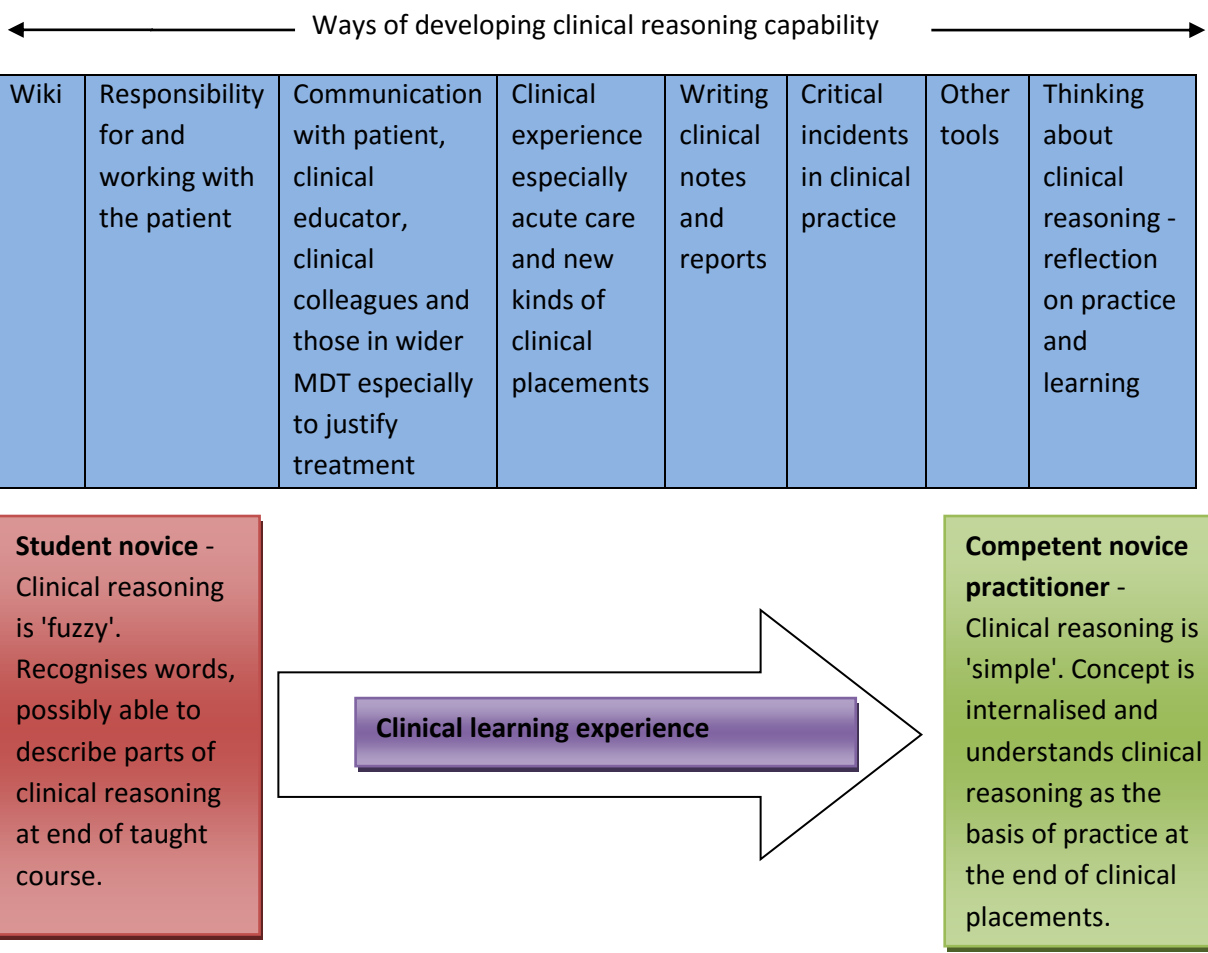 Ways of developing clinical reasoning capability
Wiki
Responsibility
for and
working with
the patient
Communication
with patient,
clinical
educator,
clinical
colleagues and
those in wider
MDT especially
to justify
treatment
Clinical
experience
especially
acute care
and new
kinds of
clinical
placements
Writing
clinical
notes
and
reports
Critical
incidents
in clinical
practice
Other
tools
Thinking
about
clinical
reasoning -
reflection
on practice
and
learning
Student novice -
Clinical reasoning
is 'fuzzy'.
Recognises words,
possibly able to
describe parts of
clinical reasoning
at end of taught
course.
Clinical learning experience
Competent novice
practitioner -
Clinical reasoning is
'simple'. Concept is
internalised and
understands clinical
reasoning as the
basis of practice at
the end of clinical
placements.